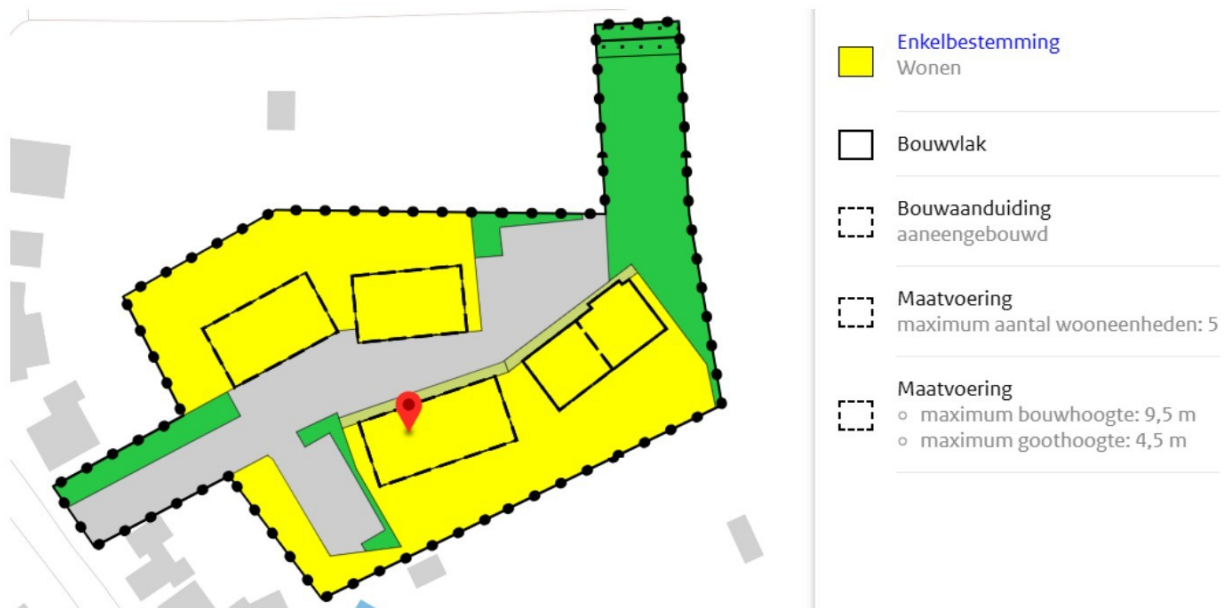 Enkelbestemming
Wonen
Bouwvlak
Bouwaanduiding
aaneengebouwd
Maatvoering
maximum aantal wooneenheden: 5
Maatvoering
maximum bouwhoogte: 9,5 m
maximum goothoogte: 4,5 m